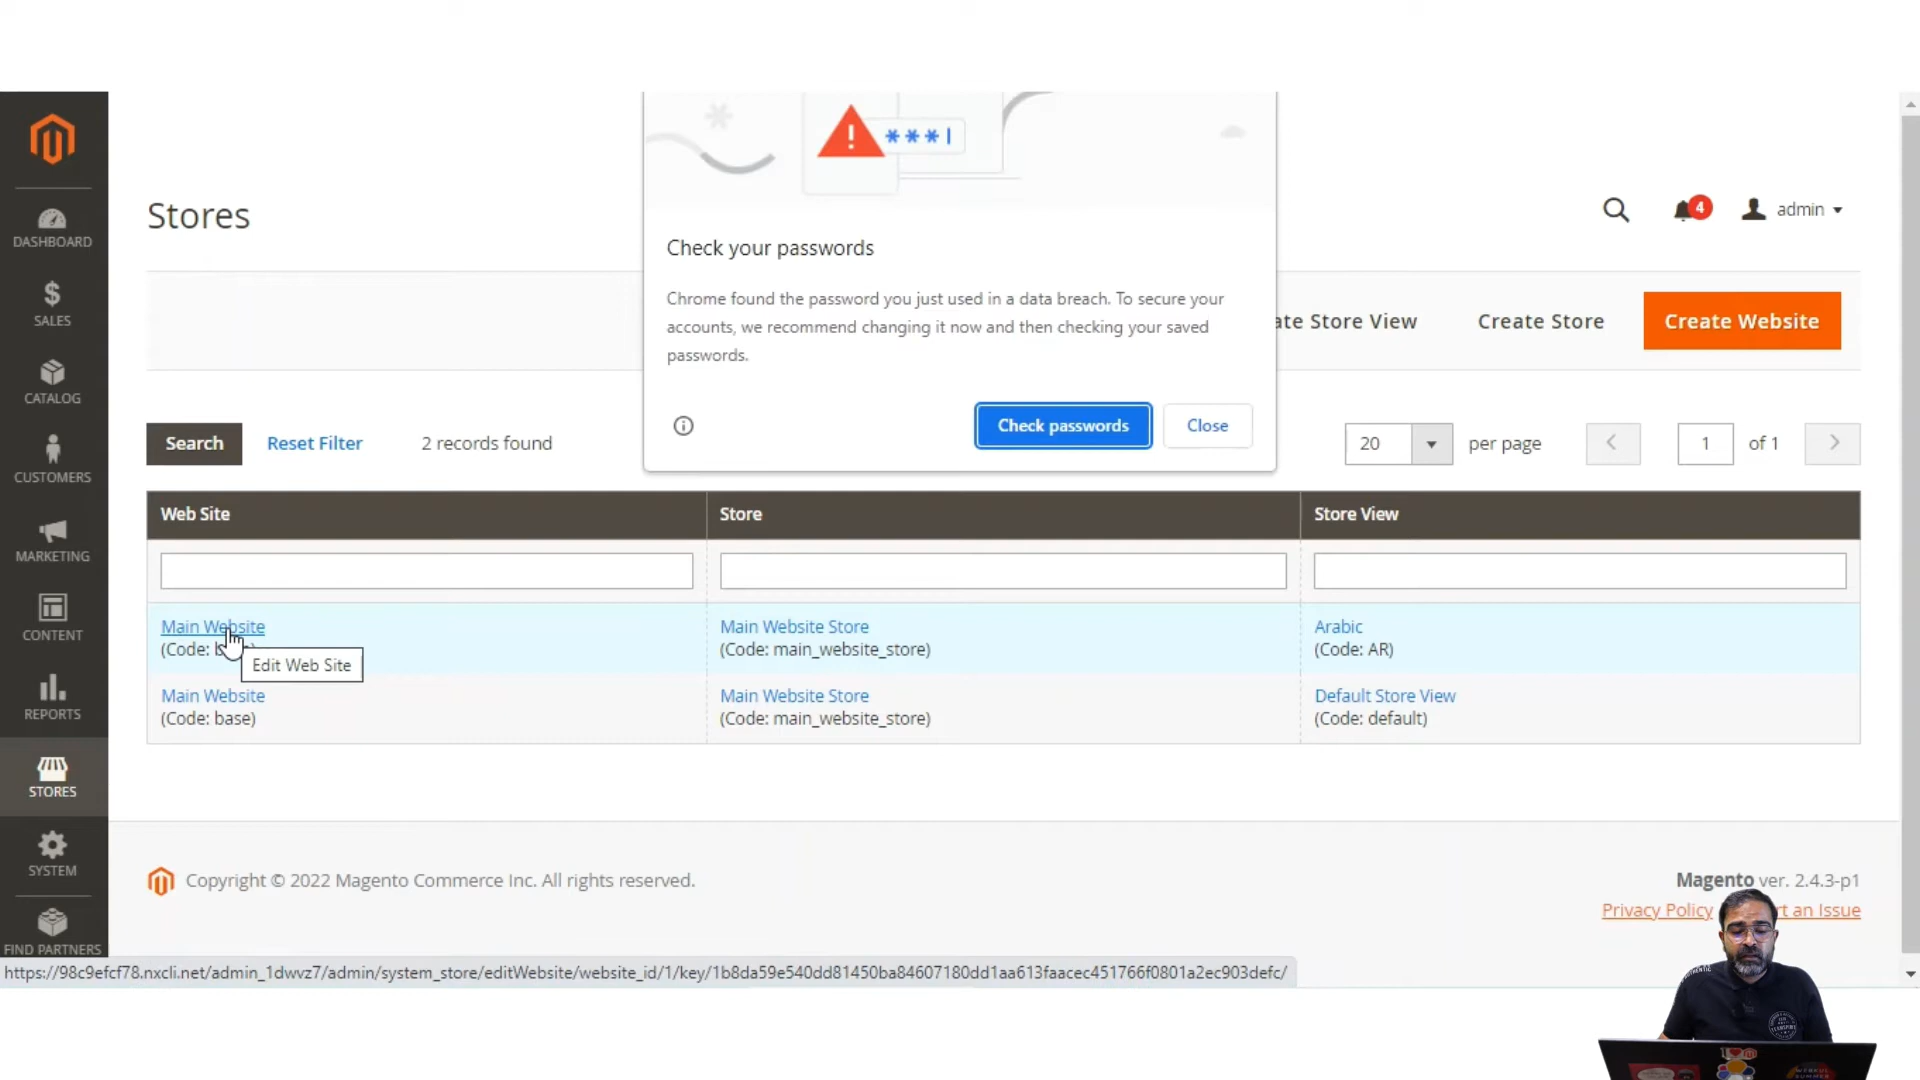 ***|
Stores
4
admin
DASHBOARD
Check your passwords
SALES
Chrome found the password you just used in a data breach. To secure your
accounts, we recommend changing it now and then checking your saved
passwords.
ate Store View
Create Store
Create Website
CATALOG
Check passwords
Close
Search
Reset Filter
2 records found
20
per page
1
of 1
CUSTOMERS
Web Site
Store
Store View
MARKETING
Main Website
Main Website Store
Arabic
CONTENT
(Code:
(Code: main_website_store)
(Code: AR)
Edit Web Site
Main Website
Main Website Store
Default Store View
REPORTS
(Code: base)
(Code: main_website_store)
(Code: default)
STORES
SYSTEM
Copyright © 2022 Magento Commerce Inc. All rights reserved.
Magento ver. 2.4.3-p1
Privacy Policy
rt an Issue
FIND PARTNERS
https://98c9efcf78.nxcli.net/admin_1dwvz7/admin/system_store/editWebsite/website_id/1/key/1b8da59e540dd81450ba84607180dd1aa613faacec451766f0801a2ec903defc/